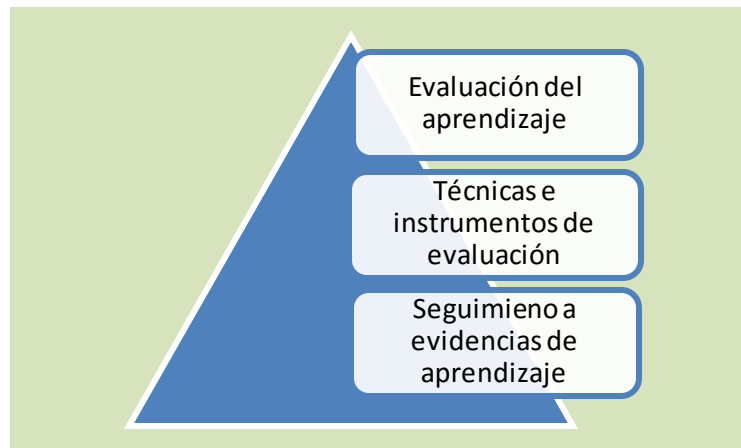 Evaluación del
aprendizaje
Técnicas e
instrumentos de
evaluación
Seguimieno a
evidencias de
aprendizaje